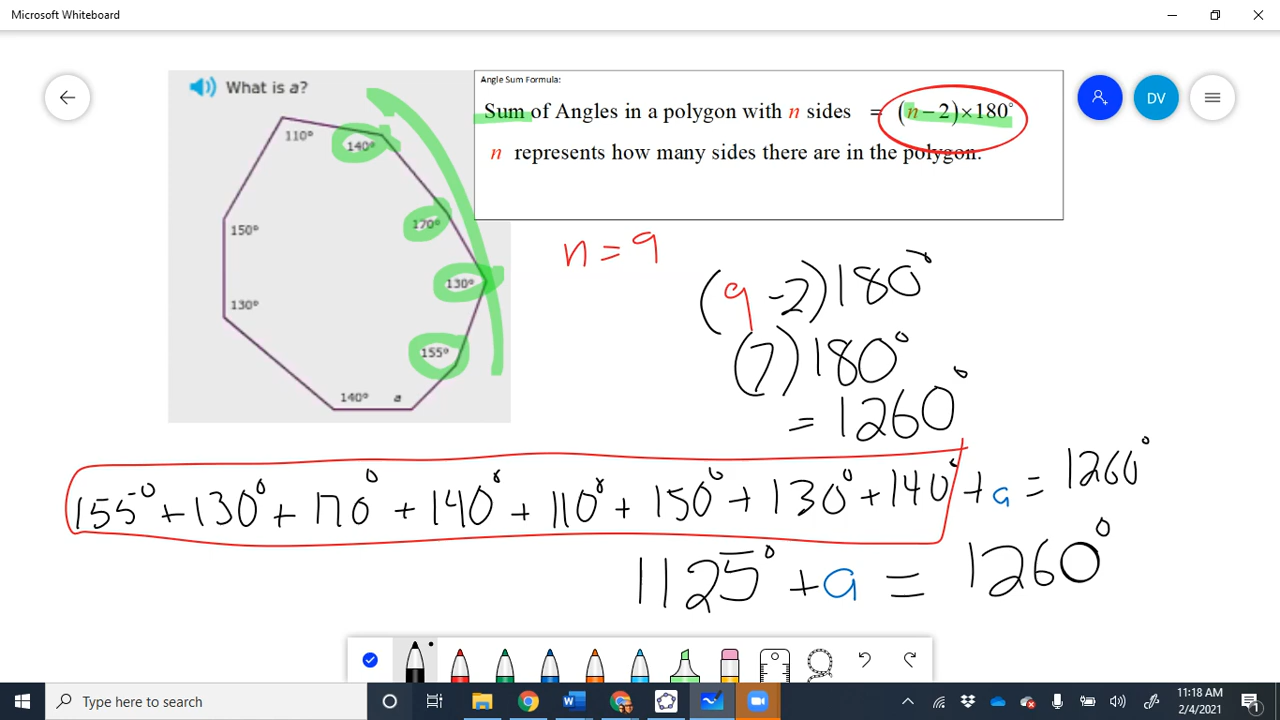 Microsoft Whiteboard
What is a?
110°
140°
170°
150°
130°
130°
155°
140° a
Angle Sum Formula:
Sum of Angles in a polygon with n sides = (n−2)×180°
n represents how many sides there are in the polygon.
DV
n = 9
(9 -2)180°
(7)180°
= 1260°
155° + 130° + 170° + 140° + 110° + 150° + 130° + 140° + a = 1260°
1125° + a = 1260°
Type here to search
W
11:18 AM
2/4/2021
1